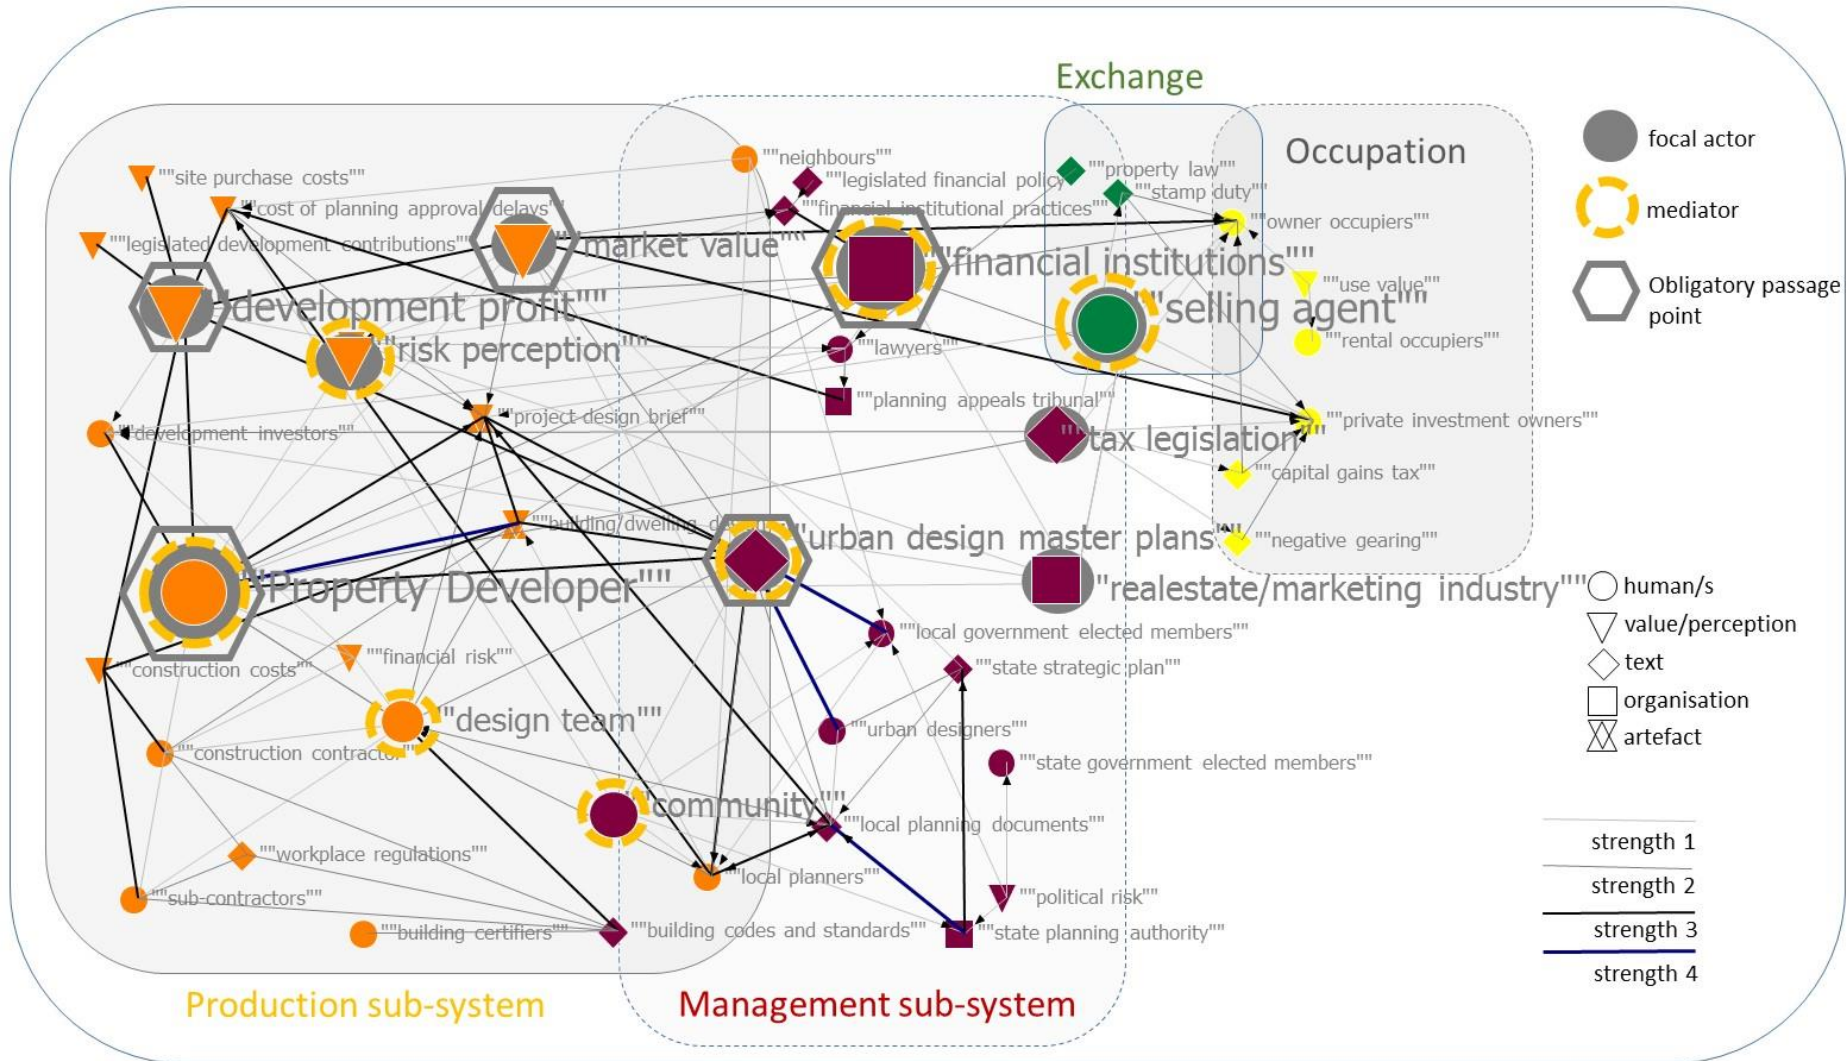 Exchange
Occupation
""neighbours""
""property law""
""site purchase costs""
""legislated financial policy
""stamp duty""
""cost of planning approval delays""
""financial institutional practices""
""owner occupiers""
""legislated development contributions""
""market value""
""financial institutions""
""use value""
""development profit""
""selling agent""
""risk perception""
""lawyers""
""rental occupiers""
""planning appeals tribunal""
""project design brief""
""private investment owners""
""development investors""
""tax legislation""
""capital gains tax""
""building/dwelling
""urban design master plans""
""negative gearing""
""Property Developer""
""realestate/marketing industry""
""local government elected members""
""financial risk""
""construction costs""
""state strategic plan""
""design team""
""urban designers""
""construction contractor""
""state government elected members""
""community""
""local planning documents""
""workplace regulations""
""local planners""
""sub-contractors""
""political risk""
""building certifiers""
""building codes and standards""
""state planning authority""
Production sub-system
Management sub-system
focal actor
mediator
Obligatory passage
point
human/s
value/perception
text
organisation
artefact
strength 1
strength 2
strength 3
strength 4